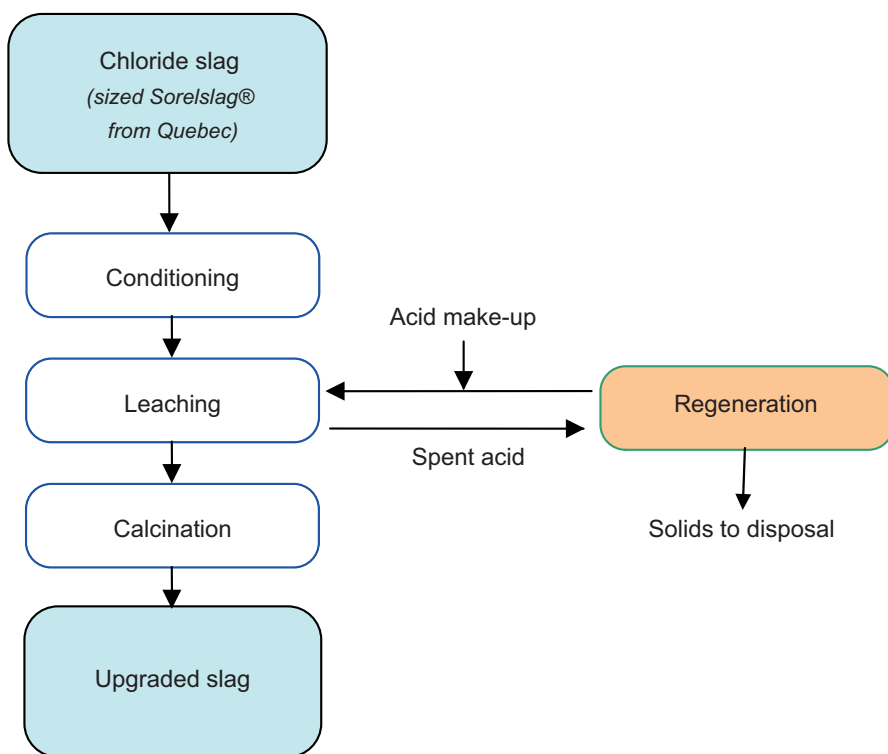 Chloride slag
(sized Sorelslag®
from Quebec)
Conditioning
Acid make-up
Leaching
Regeneration
Spent acid
Calcination
Solids to disposal
Upgraded slag